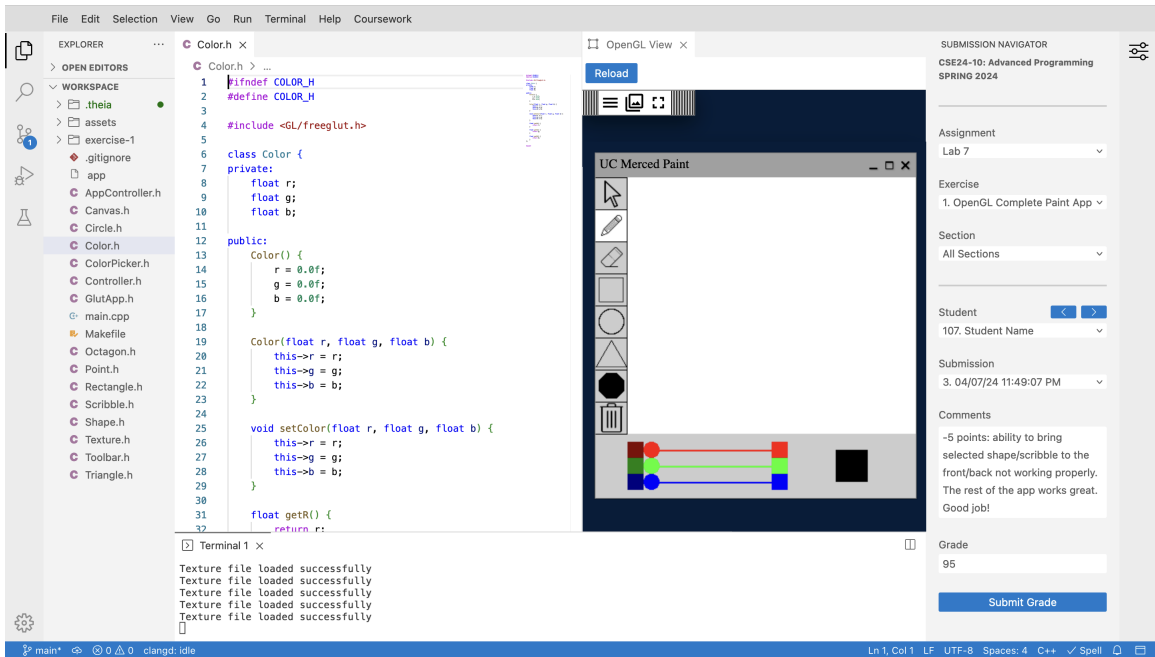 File Edit Selection View Go Run Terminal Help Coursework
EXPLORER ...
OPEN EDITORS
WORKSPACE
.theia
assets
exercise-1
.gitignore
app
AppController.h
Canvas.h
Circle.h
Color.h
ColorPicker.h
Controller.h
GlutApp.h
main.cpp
Makefile
Octagon.h
Point.h
Rectangle.h
Scribble.h
Shape.h
Texture.h
Toolbar.h
Triangle.h
1
Color.h ×
Color.h > ...
1 #ifndef COLOR_H
2 #define COLOR_H
3
4 #include <GL/freeglut.h>
5
6 class Color {
7 private:
8 float r;
9 float g;
10 float b;
11
12 public:
13 Color() {
14 r = 0.0f;
15 g = 0.0f;
16 b = 0.0f;
17 }
18
19 Color(float r, float g, float b) {
20 this->r = r;
21 this->g = g;
22 this->b = b;
23 }
24
25 void setColor(float r, float g, float b) {
26 this->r = r;
27 this->g = g;
28 this->b = b;
29 }
30
31 float getR() {
32 return r;
OpenGL View ×
Reload
UC Merced Paint
Terminal 1 ×
Texture file loaded successfully
Texture file loaded successfully
Texture file loaded successfully
Texture file loaded successfully
Texture file loaded successfully
SUBMISSION NAVIGATOR
CSE24-10: Advanced Programming
SPRING 2024
Assignment
Lab 7
Exercise
1. OpenGL Complete Paint App
Section
All Sections
Student < >
107. Student Name
Submission
3. 04/07/24 11:49:07 PM
Comments
-5 points: ability to bring
selected shape/scribble to the
front/back not working properly.
The rest of the app works great.
Good job!
Grade
95
Submit Grade
main* 0 0 clangd: idle
Ln 1, Col 1 LF UTF-8 Spaces: 4 C++ Spell